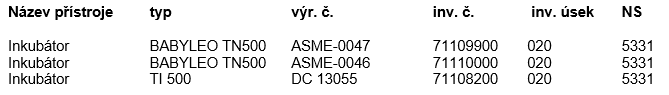 Název přístroje typ výr. č. inv. č. inv. úsek NS
Inkubátor BABYLEO TN500 ASME-0047 71109900 020 5331
Inkubátor BABYLEO TN500 ASME-0046 71110000 020 5331
Inkubátor TI 500 DC 13055 71108200 020 5331